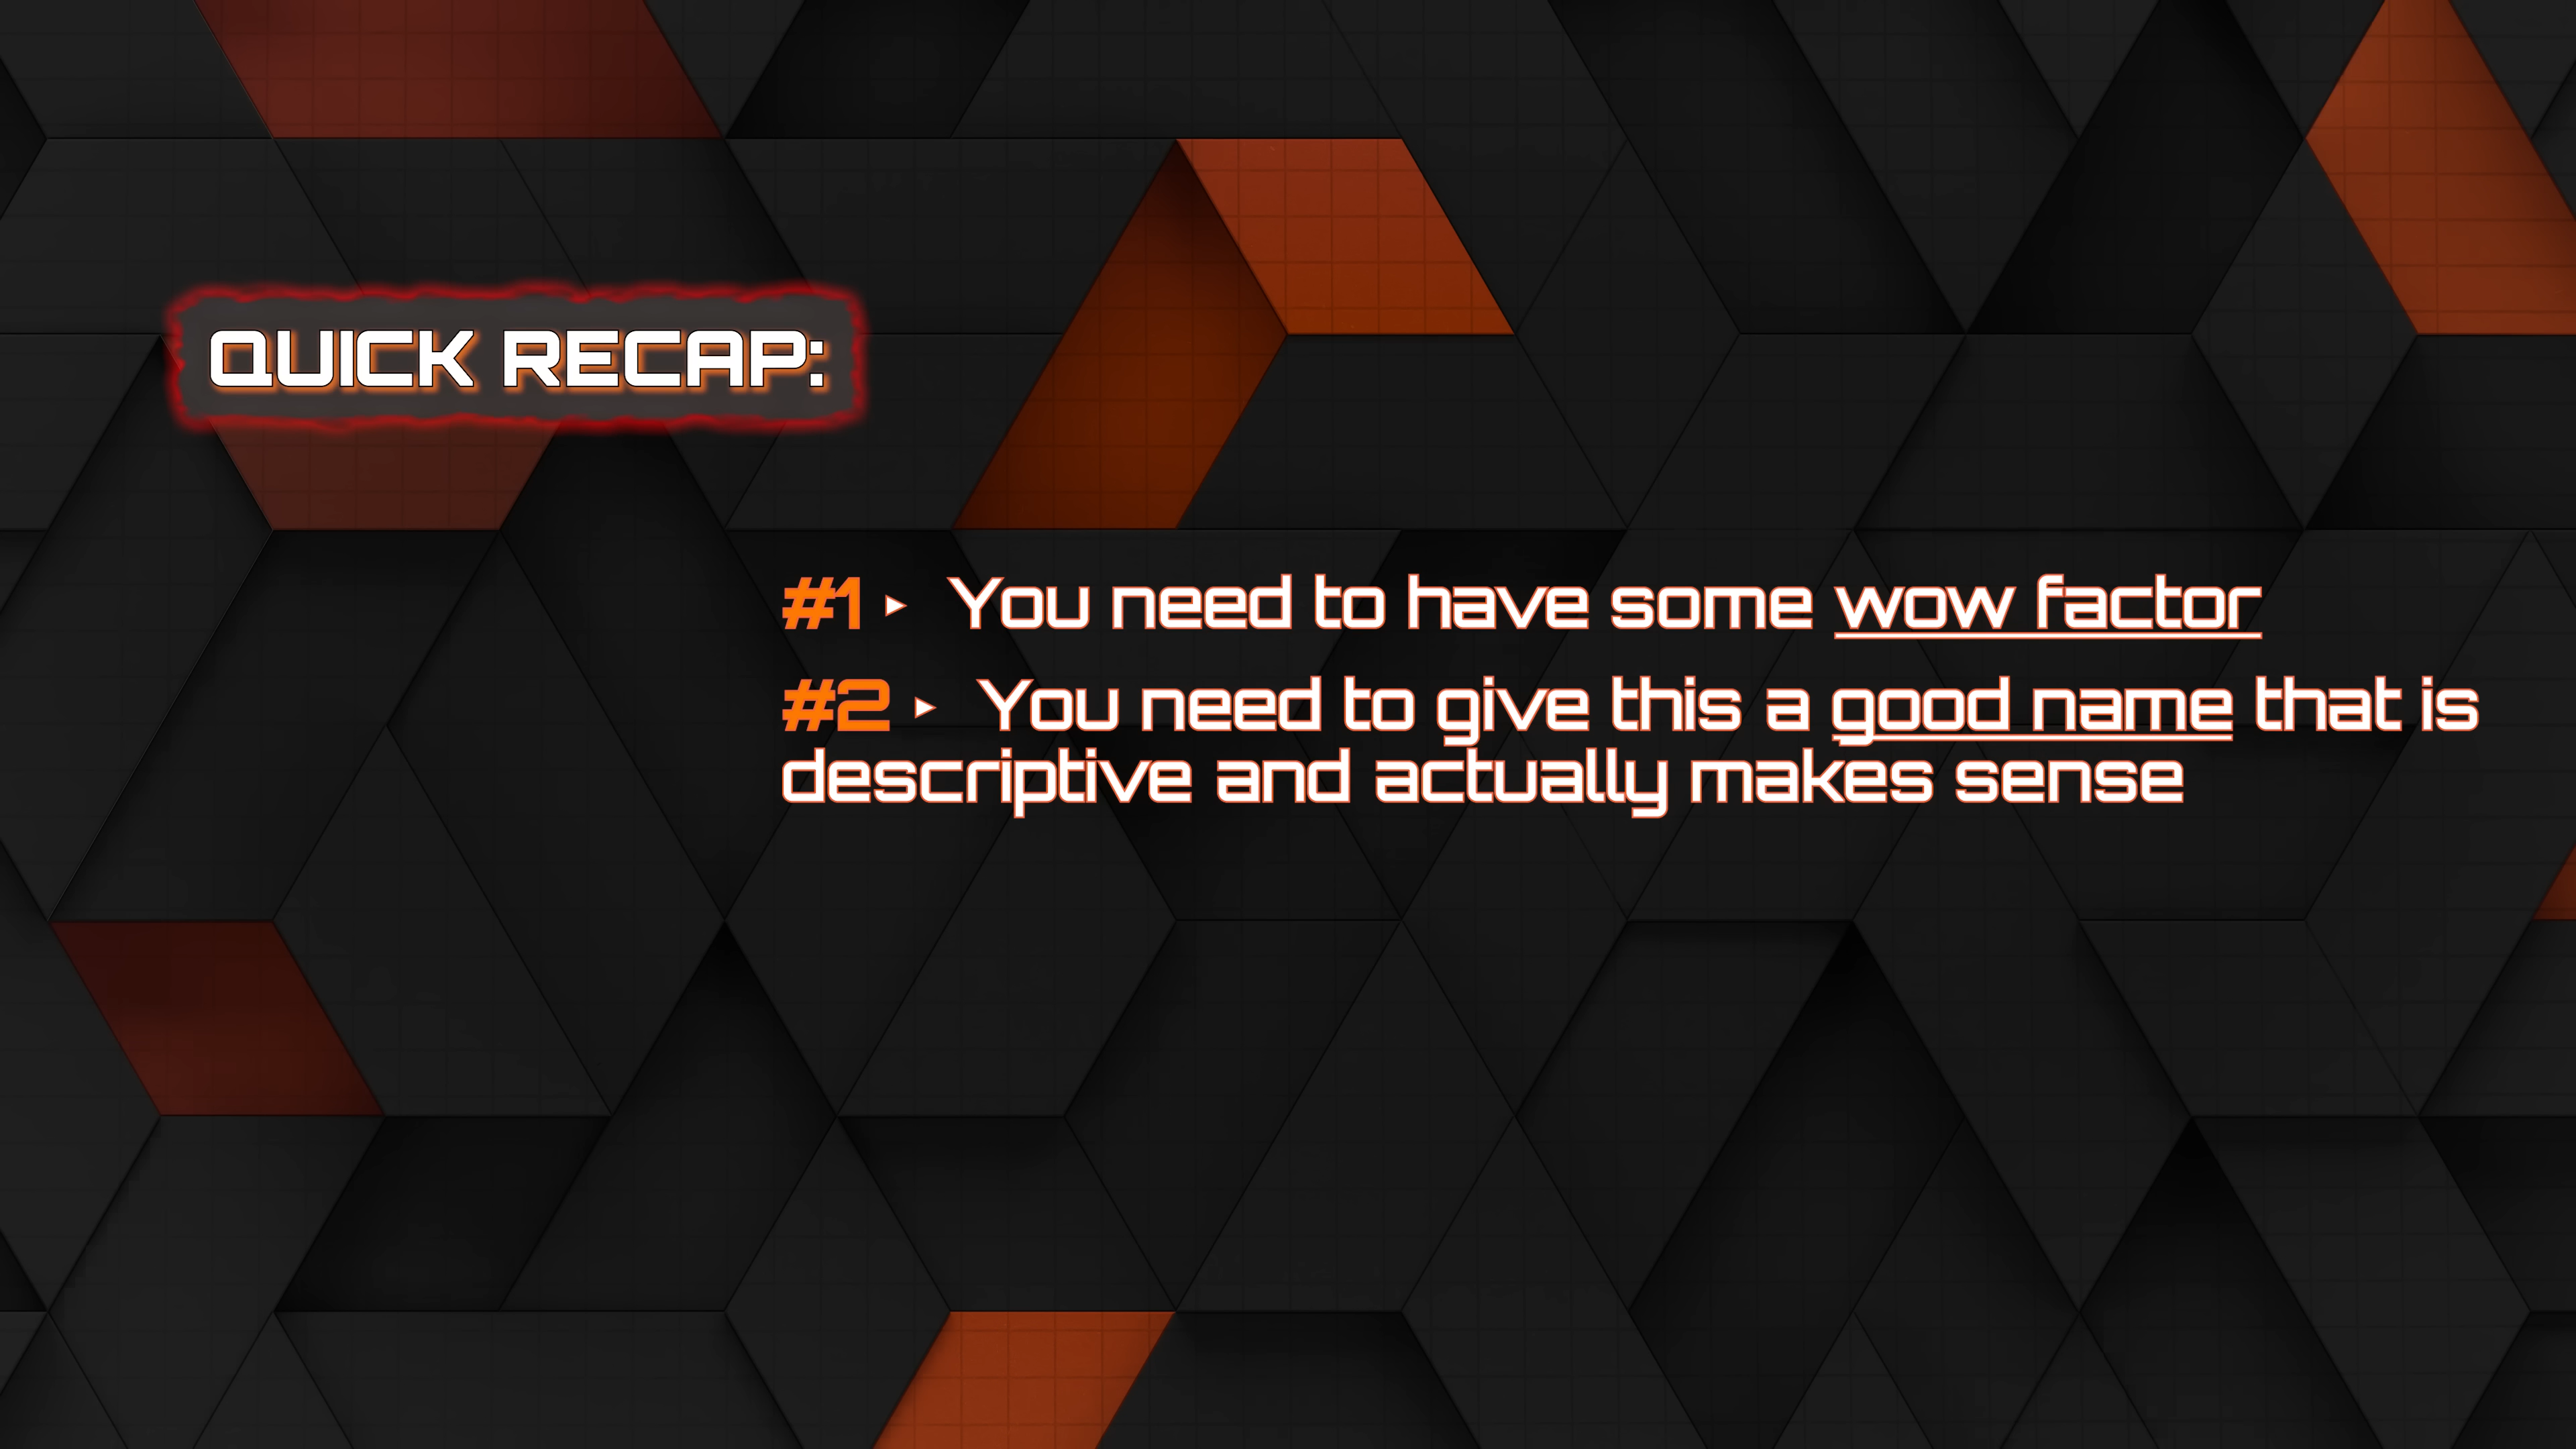 QUICK RECAP:
#1 ▸ You need to have some wow factor
#2 ▸ You need to give this a good name that is
descriptive and actually makes sense